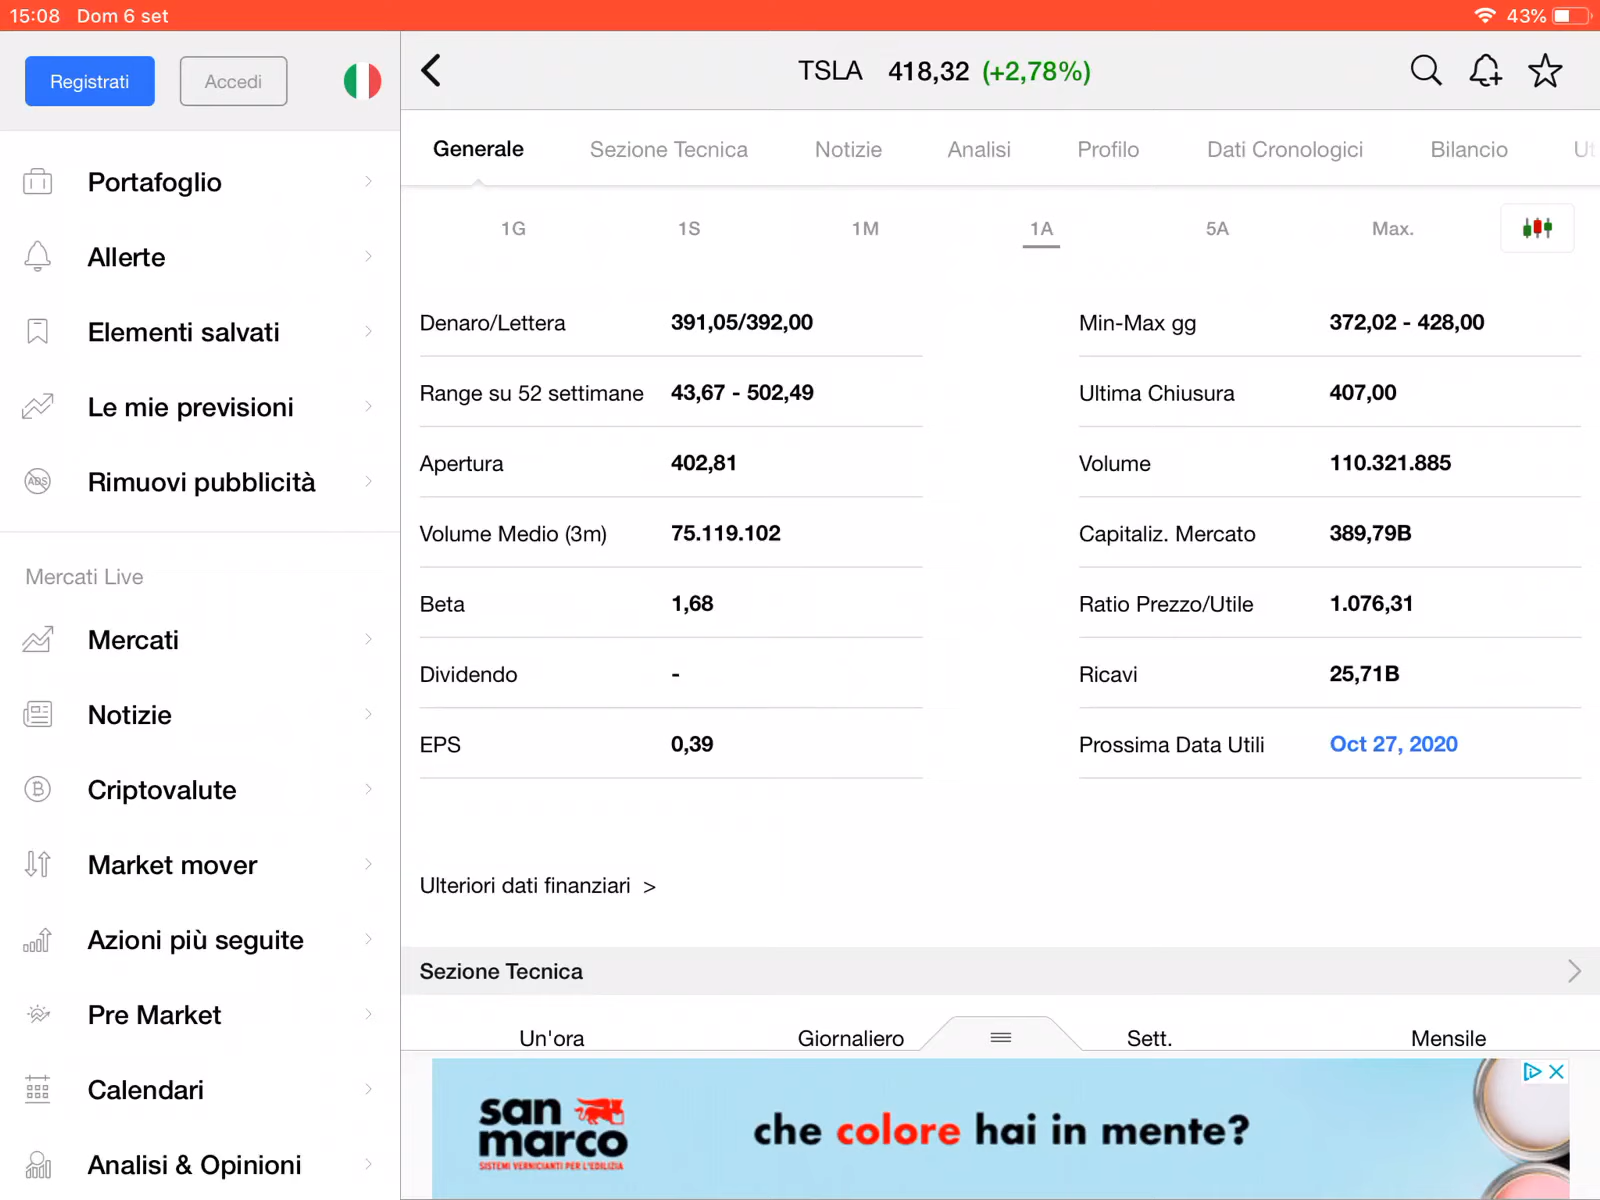 15:08 Dom 6 set 43%
Registrati Accedi
TSLA 418,32 (+2,78%)
Generale Sezione Tecnica Notizie Analisi Profilo Dati Cronologici Bilancio Ut
Portafoglio
Allerte
Elementi salvati
Le mie previsioni
ADS Rimuovi pubblicità
Mercati Live
Mercati
Notizie
Criptovalute
Market mover
Azioni più seguite
Pre Market
Calendari
Analisi & Opinioni
1G 1S 1M 1A 5A Max.
Denaro/Lettera 391,05/392,00
Min-Max gg 372,02 - 428,00
Range su 52 settimane 43,67 - 502,49
Ultima Chiusura 407,00
Apertura 402,81
Volume 110.321.885
Volume Medio (3m) 75.119.102
Capitaliz. Mercato 389,79B
Beta 1,68
Ratio Prezzo/Utile 1.076,31
Dividendo -
Ricavi 25,71B
EPS 0,39
Prossima Data Utili Oct 27, 2020
Ulteriori dati finanziari >
Sezione Tecnica
Un'ora Giornaliero Sett. Mensile
san marco
SISTEMI VERNICIANTI PER L'EDILIZIA
che colore hai in mente?